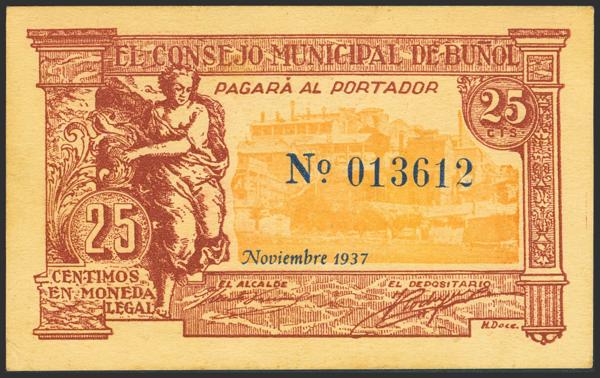 EL CONSEJO MUNICIPAL DE BUÑOL
PAGARÁ AL PORTADOR
25
CTS.
Nº 013612
25
Noviembre 1937
CENTIMOS
EN MONEDA
LEGAL
EL ALCALDE
EL DEPOSITARIO
H. Doce.